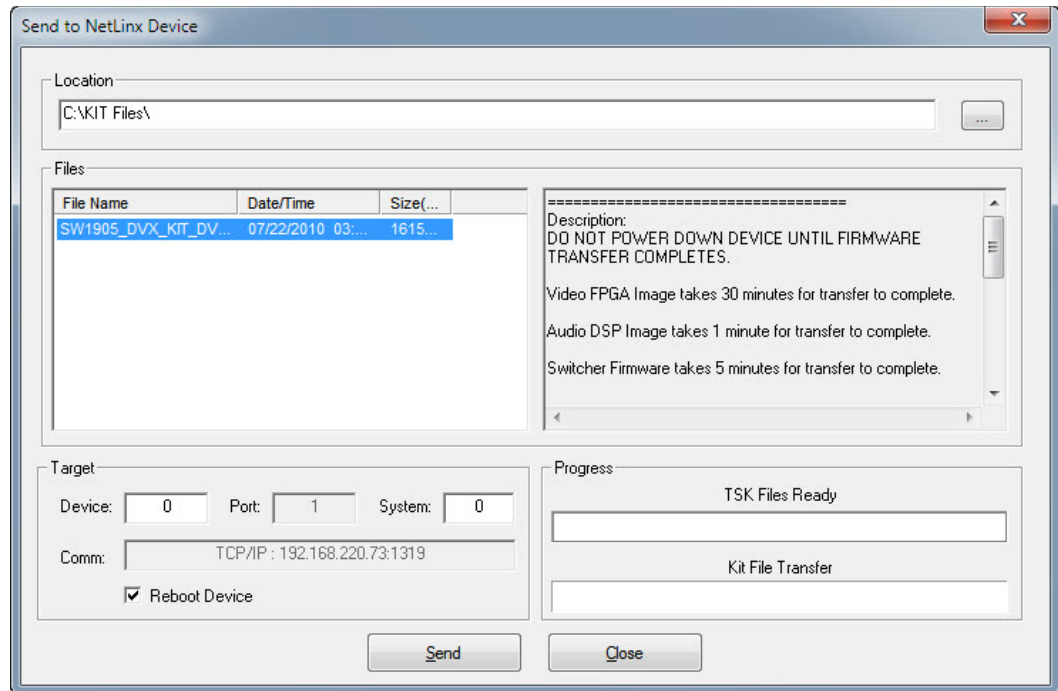 Send to NetLinx Device
Location
C:\KIT Files\
...
Files
File Name Date/Time Size(...
SW1905_DVX_KIT_DV... 07/22/2010 03:... 1615...
===================================
Description:
DO NOT POWER DOWN DEVICE UNTIL FIRMWARE
TRANSFER COMPLETES.
Video FPGA Image takes 30 minutes for transfer to complete.
Audio DSP Image takes 1 minute for transfer to complete.
Switcher Firmware takes 5 minutes for transfer to complete.
Target
Device: 0 Port: 1 System: 0
Comm: TCP/IP : 192.168.220.73:1319
Reboot Device
Progress
TSK Files Ready
Kit File Transfer
Send Close